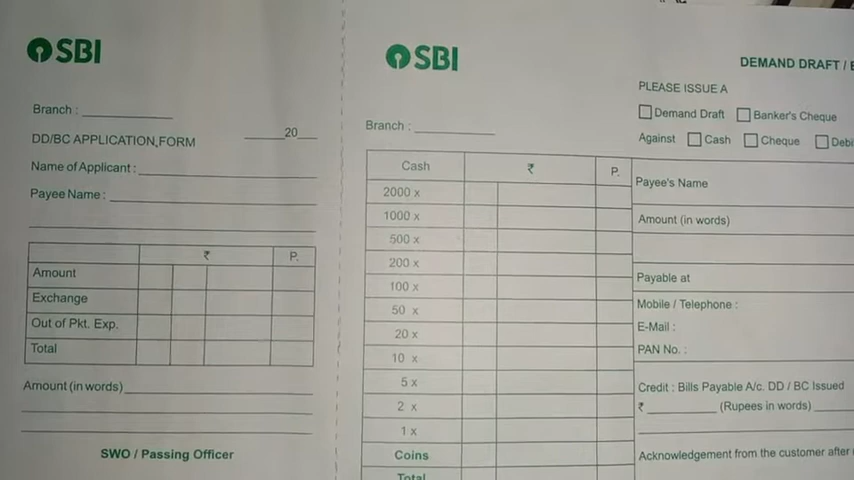 SBI
Branch :
DD/BC APPLICATION FORM 20
Name of Applicant :
Payee Name :
₹ P.
Amount
Exchange
Out of Pkt. Exp.
Total
Amount (in words)
SWO / Passing Officer
SBI
Branch :
Cash ₹ P.
2000 x
1000 x
500 x
200 x
100 x
50 x
20 x
10 x
5 x
2 x
1 x
Coins
Total
DEMAND DRAFT /
PLEASE ISSUE A
Demand Draft Banker's Cheque
Against Cash Cheque
Payee's Name
Amount (in words)
Payable at
Mobile / Telephone :
E-Mail :
PAN No. :
Credit : Bills Payable A/c. DD / BC Issued
₹ (Rupees in words)
Acknowledgement from the customer after